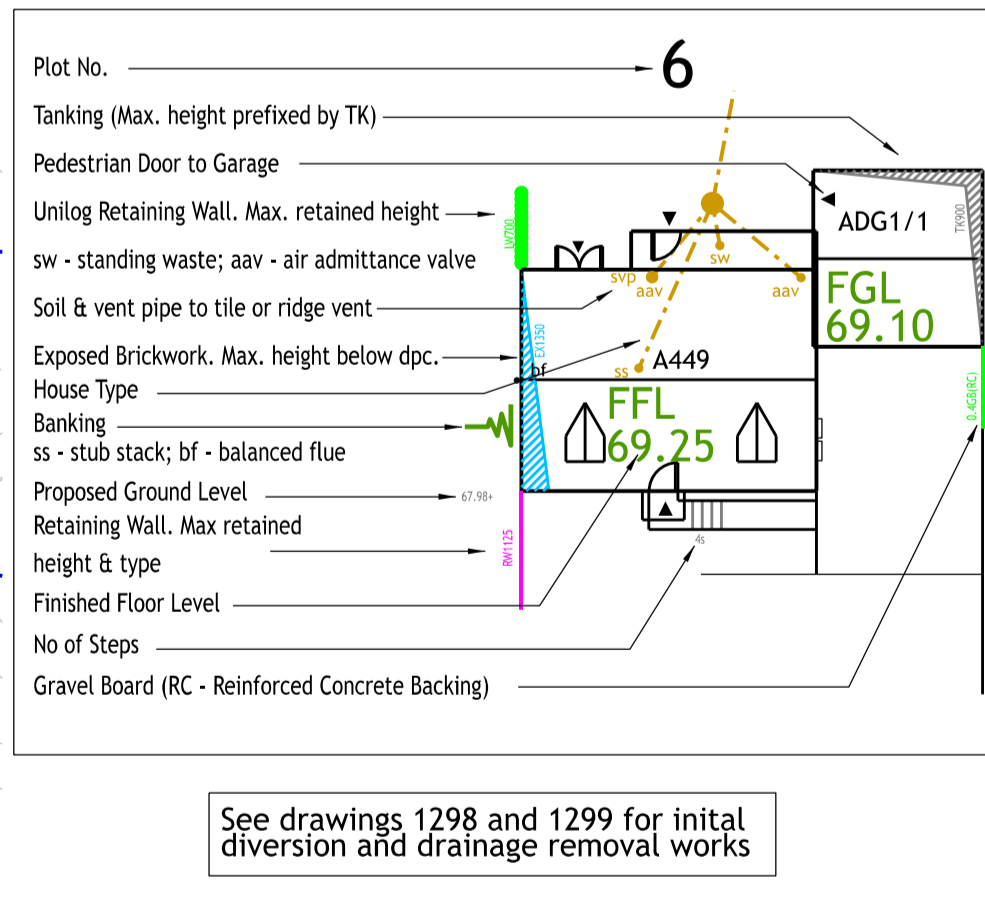 Plot No.
6
Tanking (Max. height prefixed by TK)
Pedestrian Door to Garage
Unilog Retaining Wall. Max. retained height
LW700
ADG1/1
TK900
sw - standing waste; aav - air admittance valve
sw
svp
aav
aav
Soil & vent pipe to tile or ridge vent
FGL
69.10
Exposed Brickwork. Max. height below dpc.
EX1350
bf
ss
A449
House Type
0.4GB(RC)
Banking
FFL
69.25
ss - stub stack; bf - balanced flue
Proposed Ground Level
67.98+
Retaining Wall. Max retained
height & type
RW1125
4s
Finished Floor Level
No of Steps
Gravel Board (RC - Reinforced Concrete Backing)
See drawings 1298 and 1299 for inital
diversion and drainage removal works